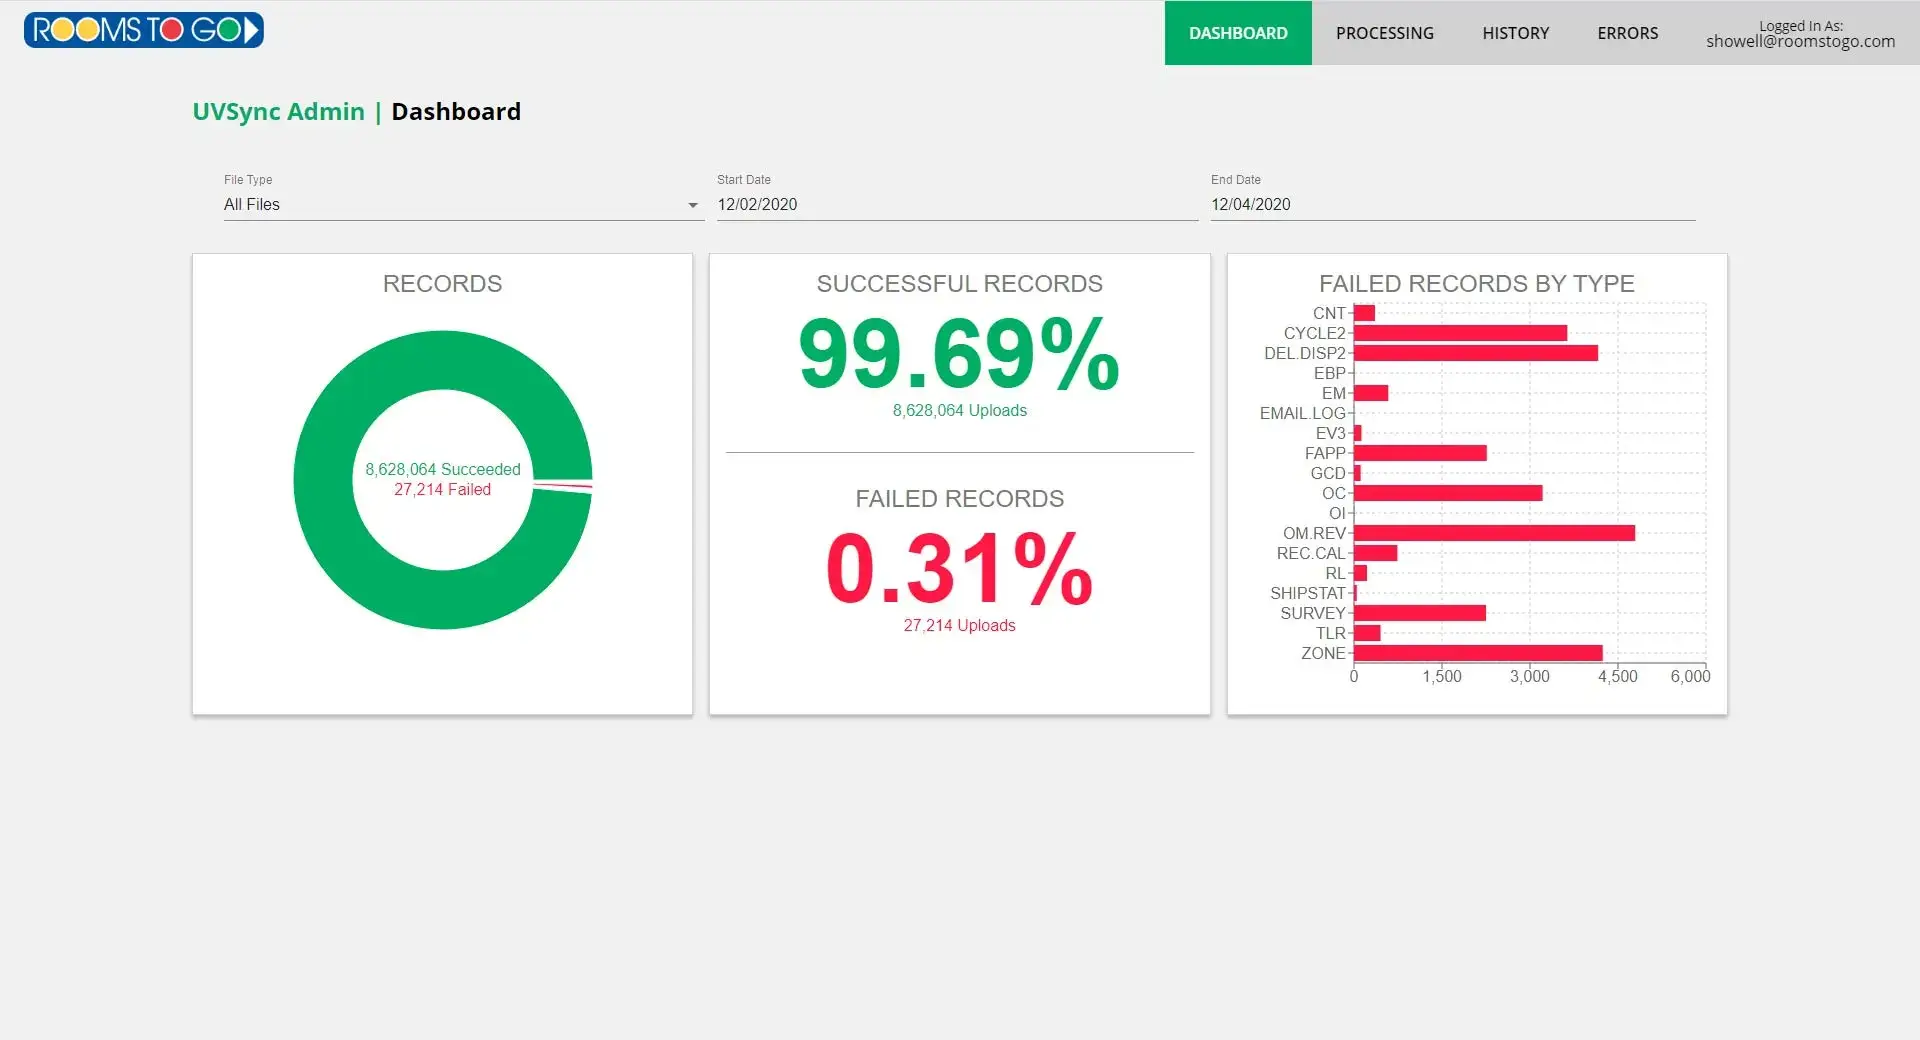 ROOMS TO GO
DASHBOARD
PROCESSING
HISTORY
ERRORS
Logged In As:
showell@roomstogo.com
UVSync Admin | Dashboard
File Type
All Files
Start Date
12/02/2020
End Date
12/04/2020
RECORDS
8,628,064 Succeeded
27,214 Failed
SUCCESSFUL RECORDS
99.69%
8,628,064 Uploads
FAILED RECORDS
0.31%
27,214 Uploads
FAILED RECORDS BY TYPE
CNT
CYCLE2
DEL.DISP2
EBP
EM
EMAIL.LOG
EV3
FAPP
GCD
OC
OI
OM.REV
REC.CAL
RL
SHIPSTAT
SURVEY
TLR
ZONE
0 1,500 3,000 4,500 6,000